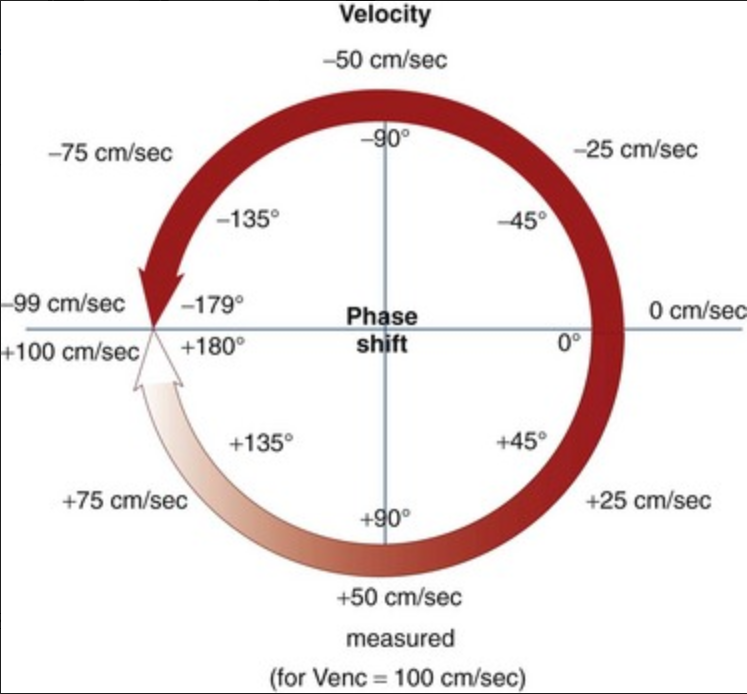 Velocity
–50 cm/sec
–75 cm/sec
–25 cm/sec
–90°
–135°
–45°
–99 cm/sec
–179°
0 cm/sec
Phase
shift
+100 cm/sec
+180°
0°
+135°
+45°
+75 cm/sec
+25 cm/sec
+90°
+50 cm/sec
measured
(for Venc = 100 cm/sec)